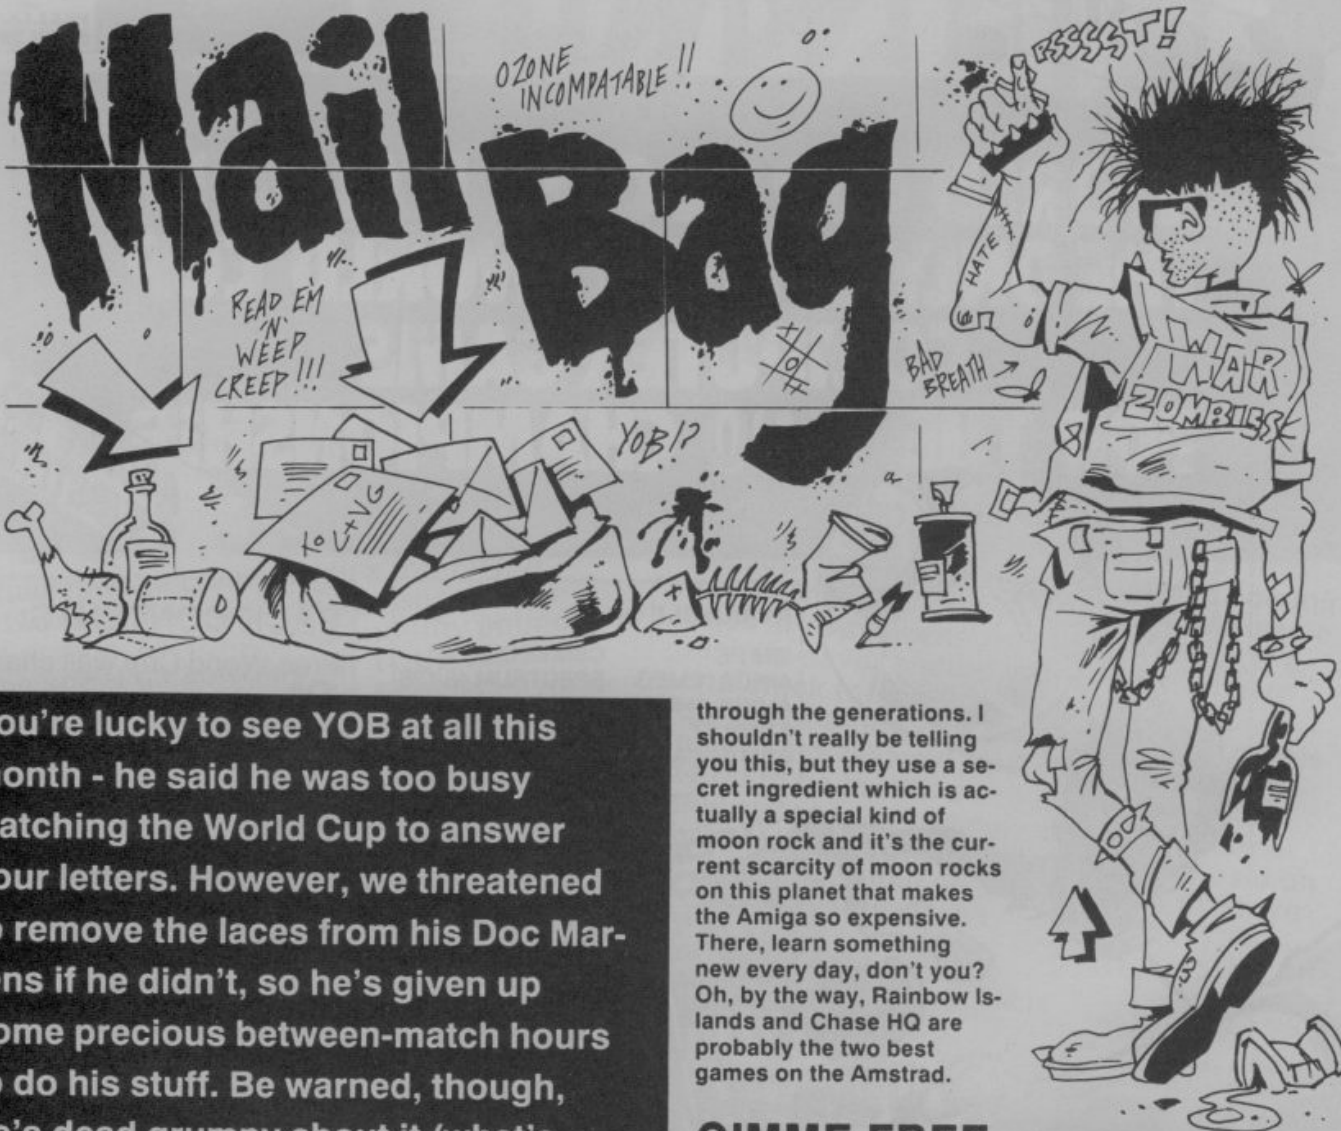 Mail
Bag
OZONE
INCOMPATABLE!!
PSSSSST!
READ EM
'N'
WEEP
CREEP!!!
HATE
BAD
BREATH
WAR
ZOMBIES
YOB!?
TO
C+VG
ou're lucky to see YOB at all this
onth - he said he was too busy
atching the World Cup to answer
our letters. However, we threatened
o remove the laces from his Doc Mar-
ens if he didn't, so he's given up
ome precious between-match hours
o do his stuff. Be warned, though,
e's dead grumpy about it (what's
through the generations. I
shouldn't really be telling
you this, but they use a se-
cret ingredient which is ac-
tually a special kind of
moon rock and it's the cur-
rent scarcity of moon rocks
on this planet that makes
the Amiga so expensive.
There, learn something
new every day, don't you?
Oh, by the way, Rainbow Is-
lands and Chase HQ are
probably the two best
games on the Amstrad.
GIMME FREE